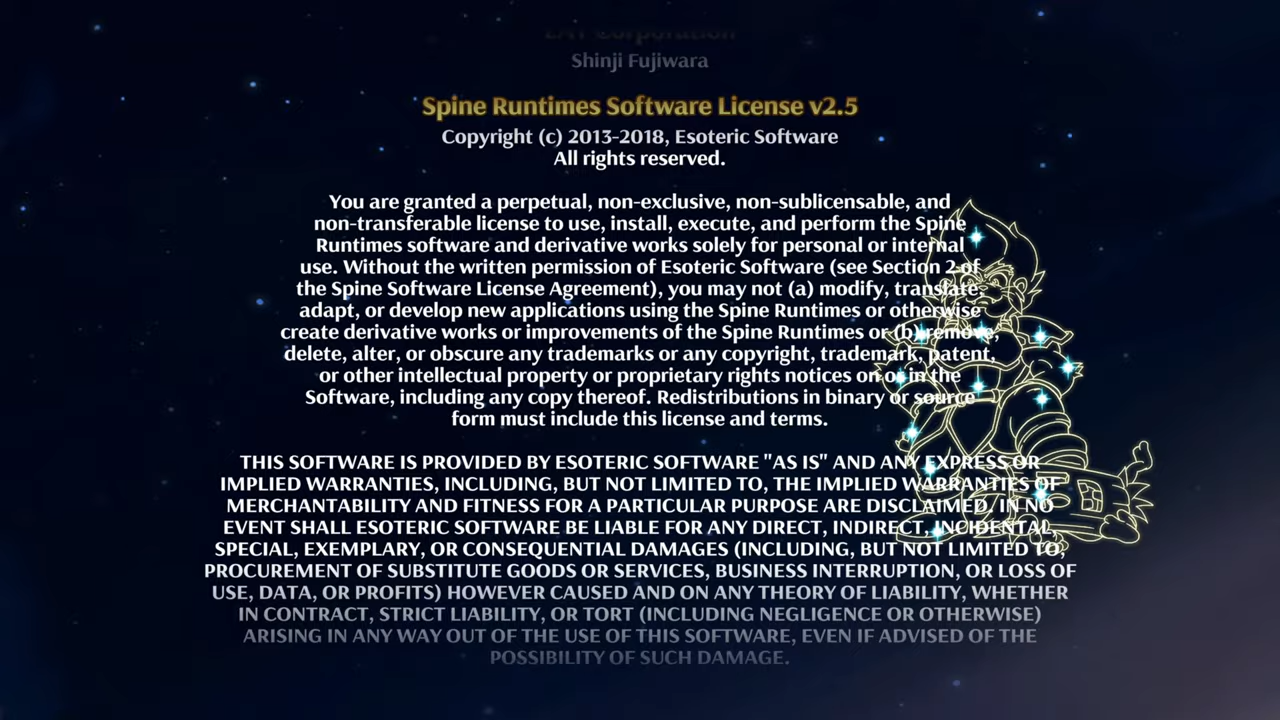 Corporation
Shinji Fujiwara
Spine Runtimes Software License v2.5
Copyright (c) 2013-2018, Esoteric Software
All rights reserved.
You are granted a perpetual, non-exclusive, non-sublicensable, and
non-transferable license to use, install, execute, and perform the Spine
Runtimes software and derivative works solely for personal or internal
use. Without the written permission of Esoteric Software (see Section 2 of
the Spine Software License Agreement), you may not (a) modify, translate,
adapt, or develop new applications using the Spine Runtimes or otherwise
create derivative works or improvements of the Spine Runtimes or (b) remove,
delete, alter, or obscure any trademarks or any copyright, trademark, patent,
or other intellectual property or proprietary rights notices on or in the
Software, including any copy thereof. Redistributions in binary or source
form must include this license and terms.
THIS SOFTWARE IS PROVIDED BY ESOTERIC SOFTWARE "AS IS" AND ANY EXPRESS OR
IMPLIED WARRANTIES, INCLUDING, BUT NOT LIMITED TO, THE IMPLIED WARRANTIES OF
MERCHANTABILITY AND FITNESS FOR A PARTICULAR PURPOSE ARE DISCLAIMED. IN NO
EVENT SHALL ESOTERIC SOFTWARE BE LIABLE FOR ANY DIRECT, INDIRECT, INCIDENTAL,
SPECIAL, EXEMPLARY, OR CONSEQUENTIAL DAMAGES (INCLUDING, BUT NOT LIMITED TO,
PROCUREMENT OF SUBSTITUTE GOODS OR SERVICES, BUSINESS INTERRUPTION, OR LOSS OF
USE, DATA, OR PROFITS) HOWEVER CAUSED AND ON ANY THEORY OF LIABILITY, WHETHER
IN CONTRACT, STRICT LIABILITY, OR TORT (INCLUDING NEGLIGENCE OR OTHERWISE)
ARISING IN ANY WAY OUT OF THE USE OF THIS SOFTWARE, EVEN IF ADVISED OF THE
POSSIBILITY OF SUCH DAMAGE.